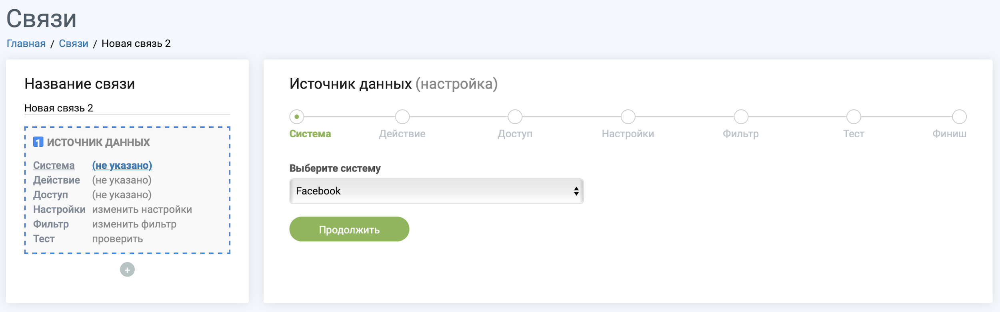 Связи
Главная / Связи / Новая связь 2
Название связи
Новая связь 2
1 ИСТОЧНИК ДАННЫХ
Система (не указано)
Действие (не указано)
Доступ (не указано)
Настройки изменить настройки
Фильтр изменить фильтр
Тест проверить
+
Источник данных (настройка)
Система Действие Доступ Настройки Фильтр Тест Финиш
Выберите систему
Facebook
Продолжить